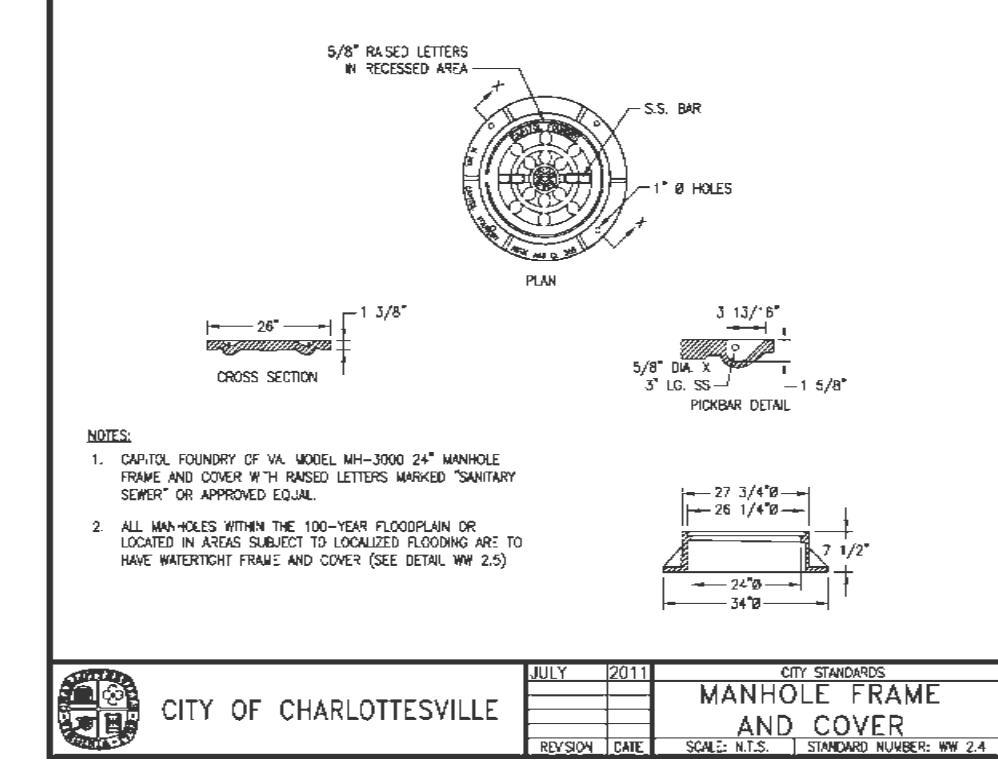 5/8" RAISED LETTERS
IN RECESSED AREA
X
S.S. BAR
1" Ø HOLES
X
CAPITOL FOUNDRY
PLAN
26"
1 3/8"
CROSS SECTION
3 13/16"
5/8" DIA. X
3" LG. SS
1 5/8"
PICKBAR DETAIL
NOTES:
1. CAPITOL FOUNDRY OF VA. MODEL MH-3000 24" MANHOLE
FRAME AND COVER WITH RAISED LETTERS MARKED "SANITARY
SEWER" OR APPROVED EQUAL.
2. ALL MANHOLES WITHIN THE 100-YEAR FLOODPLAIN OR
LOCATED IN AREAS SUBJECT TO LOCALIZED FLOODING ARE TO
HAVE WATERTIGHT FRAME AND COVER (SEE DETAIL WW 2.5)
27 3/4"Ø
26 1/4"Ø
7 1/2"
24"Ø
34"Ø
CITY OF CHARLOTTESVILLE
JULY 2011
REVISION DATE
CITY STANDARDS
MANHOLE FRAME
AND COVER
SCALE: N.T.S. STANDARD NUMBER: WW 2.4